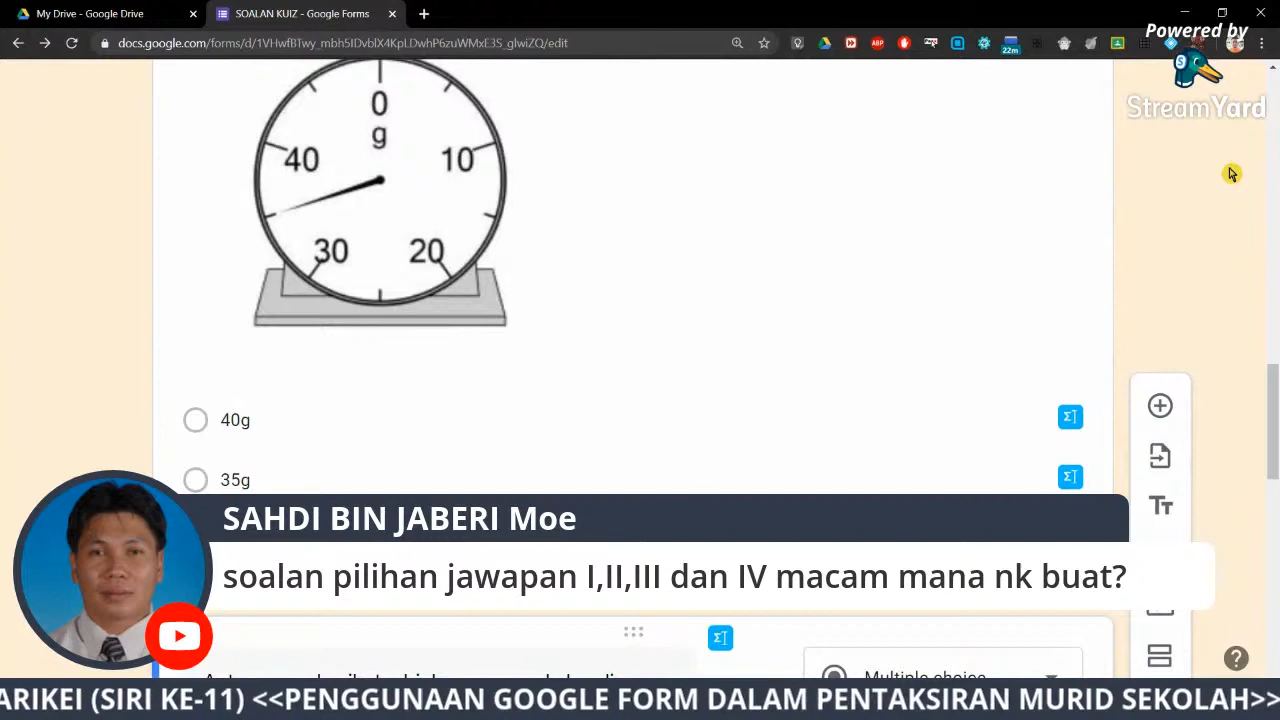 My Drive - Google Drive
SOALAN KUIZ - Google Forms
docs.google.com/forms/d/1VHwfBTwy_mbh5IDvblX4KpLDwhP6zuWMxE3S_glwiZQ/edit
ABP
22m
Powered by
StreamYard
0
g
40
10
30
20
40g
35g
SAHDI BIN JABERI Moe
soalan pilihan jawapan I,II,III dan IV macam mana nk buat?
Multiple choice
ARIKEI (SIRI KE-11) <<PENGGUNAAN GOOGLE FORM DALAM PENTAKSIRAN MURID SEKOLAH>>